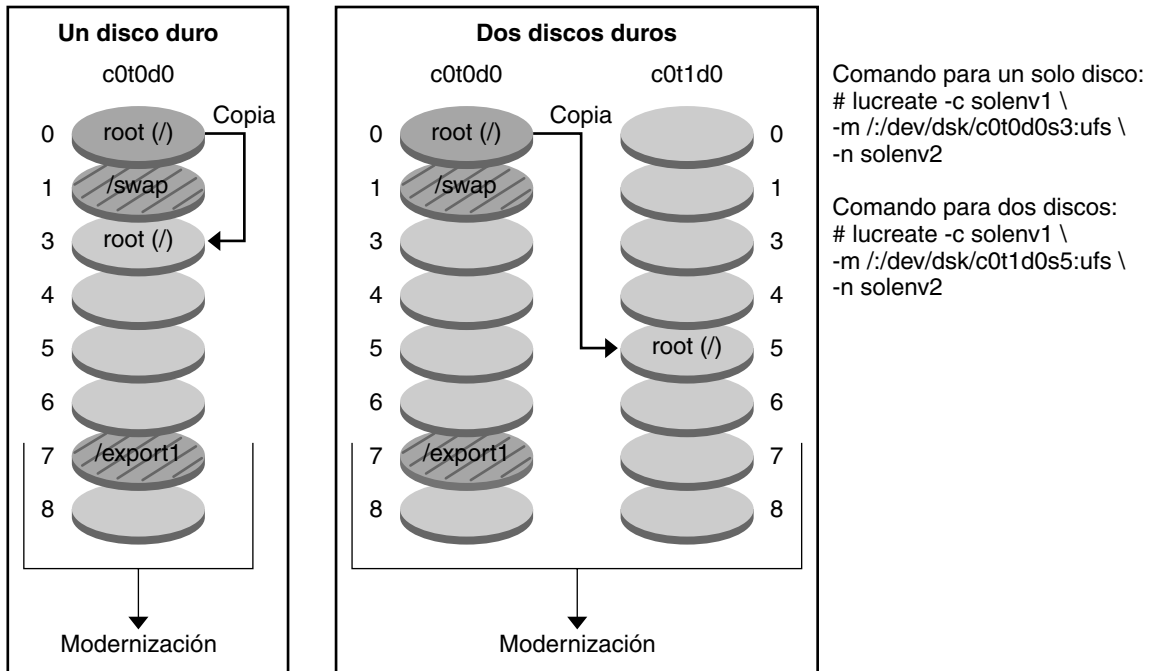 Un disco duro
c0t0d0
Copia
0 root (/)
1 /swap
3 root (/)
4
5
6
7 /export1
8
Modernización
Dos discos duros
c0t0d0 c0t1d0
Copia
0 root (/) 0
1 /swap 1
3 3
4 4
5 root (/) 5
6 6
7 /export1 7
8 8
Modernización
Comando para un solo disco:
# lucreate -c solenv1 \
-m /:/dev/dsk/c0t0d0s3:ufs \
-n solenv2
Comando para dos discos:
# lucreate -c solenv1 \
-m /:/dev/dsk/c0t1d0s5:ufs \
-n solenv2